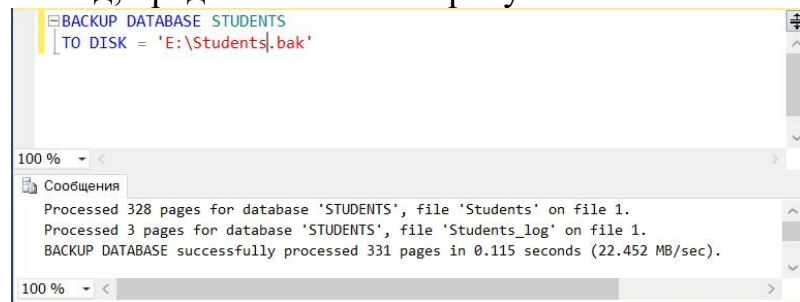 BACKUP DATABASE STUDENTS
TO DISK = 'E:\Students.bak'
100 %
Сообщения
Processed 328 pages for database 'STUDENTS', file 'Students' on file 1.
Processed 3 pages for database 'STUDENTS', file 'Students_log' on file 1.
BACKUP DATABASE successfully processed 331 pages in 0.115 seconds (22.452 MB/sec).
100 %